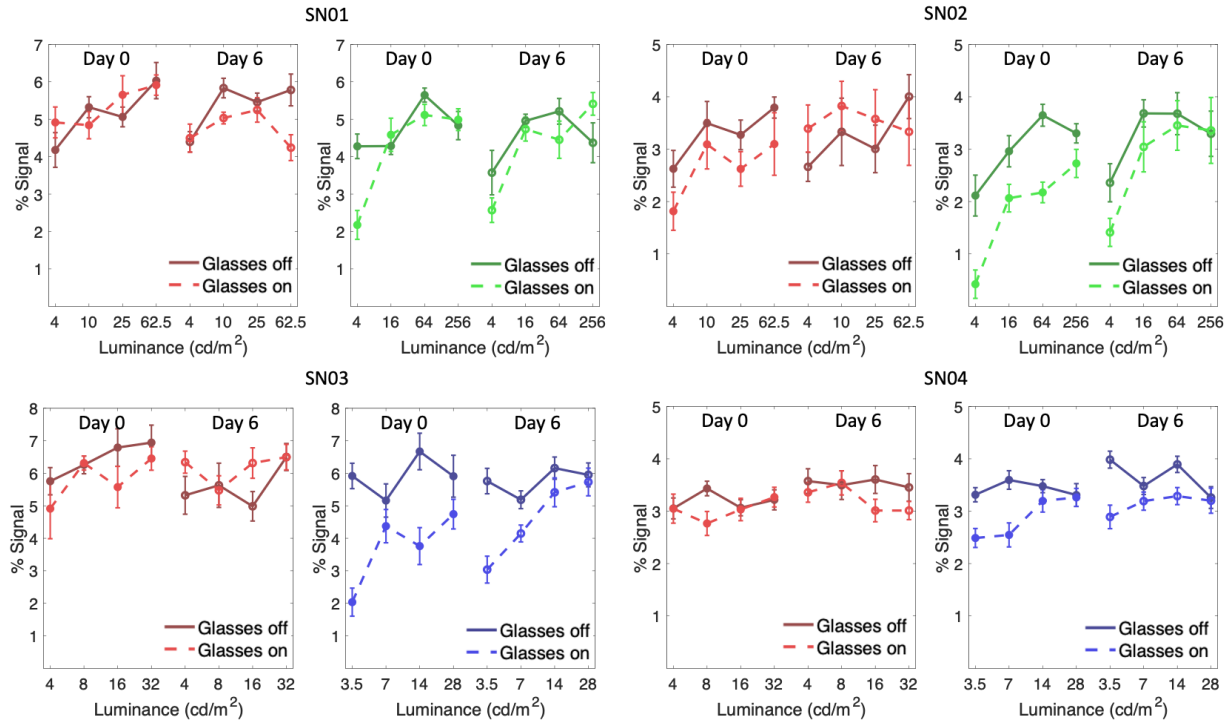 SN01
SN02
7
6
5
4
3
2
1
% Signal
Day 0
Day 6
Glasses off
Glasses on
4 10 25 62.5 4 10 25 62.5
Luminance (cd/m²)
7
6
5
4
3
2
1
% Signal
Day 0
Day 6
Glasses off
Glasses on
4 16 64 256 4 16 64 256
Luminance (cd/m²)
5
4
3
2
1
% Signal
Day 0
Day 6
Glasses off
Glasses on
4 10 25 62.5 4 10 25 62.5
Luminance (cd/m²)
5
4
3
2
1
% Signal
Day 0
Day 6
Glasses off
Glasses on
4 16 64 256 4 16 64 256
Luminance (cd/m²)
SN03
SN04
8
7
6
5
4
3
2
1
% Signal
Day 0
Day 6
Glasses off
Glasses on
4 8 16 32 4 8 16 32
Luminance (cd/m²)
8
7
6
5
4
3
2
1
% Signal
Day 0
Day 6
Glasses off
Glasses on
3.5 7 14 28 3.5 7 14 28
Luminance (cd/m²)
5
4
3
2
1
% Signal
Day 0
Day 6
Glasses off
Glasses on
4 8 16 32 4 8 16 32
Luminance (cd/m²)
5
4
3
2
1
% Signal
Day 0
Day 6
Glasses off
Glasses on
3.5 7 14 28 3.5 7 14 28
Luminance (cd/m²)